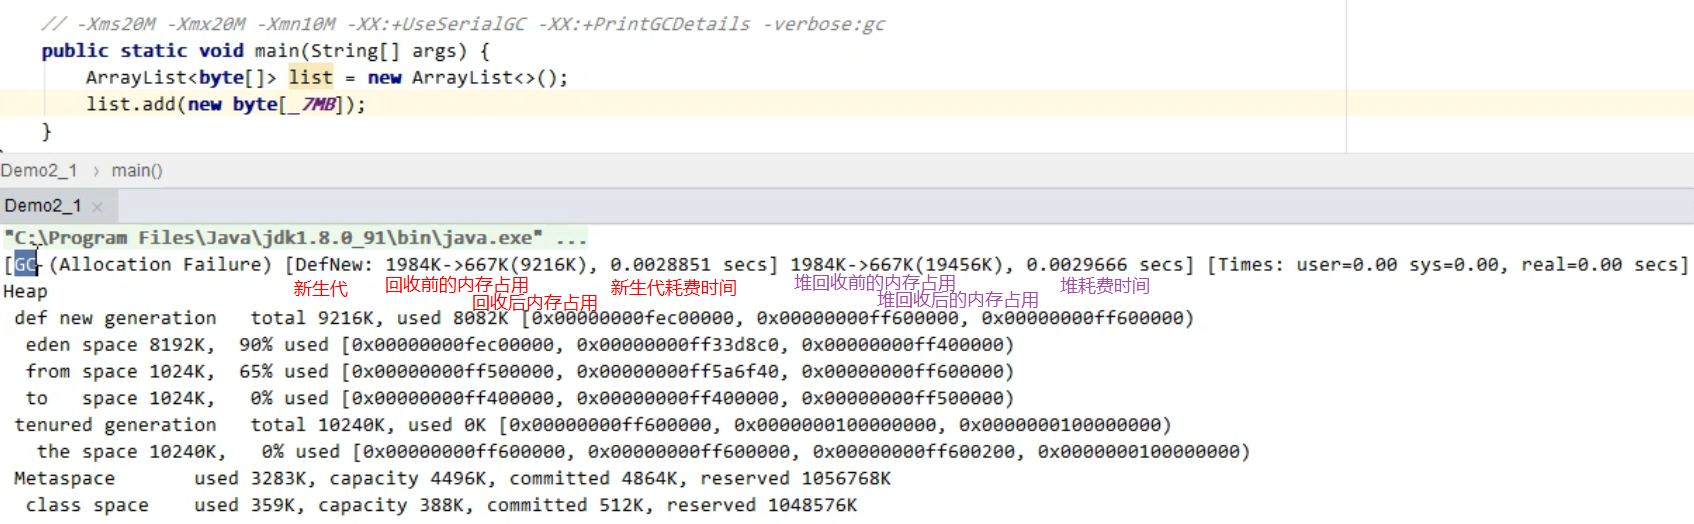 // -Xms20M -Xmx20M -Xmn10M -XX:+UseSerialGC -XX:+PrintGCDetails -verbose:gc
public static void main(String[] args) {
ArrayList<byte[]> list = new ArrayList<>();
list.add(new byte[_7MB]);
}
Demo2_1 › main()
Demo2_1 ×
"C:\Program Files\Java\jdk1.8.0_91\bin\java.exe" ...
[GC (Allocation Failure) [DefNew: 1984K->667K(9216K), 0.0028851 secs] 1984K->667K(19456K), 0.0029666 secs] [Times: user=0.00 sys=0.00, real=0.00 secs]
新生代 回收前的内存占用 新生代耗费时间 堆回收前的内存占用 堆耗费时间
回收后内存占用 堆回收后的内存占用
Heap
def new generation total 9216K, used 8082K [0x00000000fec00000, 0x00000000ff600000, 0x00000000ff600000)
eden space 8192K, 90% used [0x00000000fec00000, 0x00000000ff33d8c0, 0x00000000ff400000)
from space 1024K, 65% used [0x00000000ff500000, 0x00000000ff5a6f40, 0x00000000ff600000)
to space 1024K, 0% used [0x00000000ff400000, 0x00000000ff400000, 0x00000000ff500000)
tenured generation total 10240K, used 0K [0x00000000ff600000, 0x0000000100000000, 0x0000000100000000)
the space 10240K, 0% used [0x00000000ff600000, 0x00000000ff600000, 0x00000000ff600200, 0x0000000100000000)
Metaspace used 3283K, capacity 4496K, committed 4864K, reserved 1056768K
class space used 359K, capacity 388K, committed 512K, reserved 1048576K